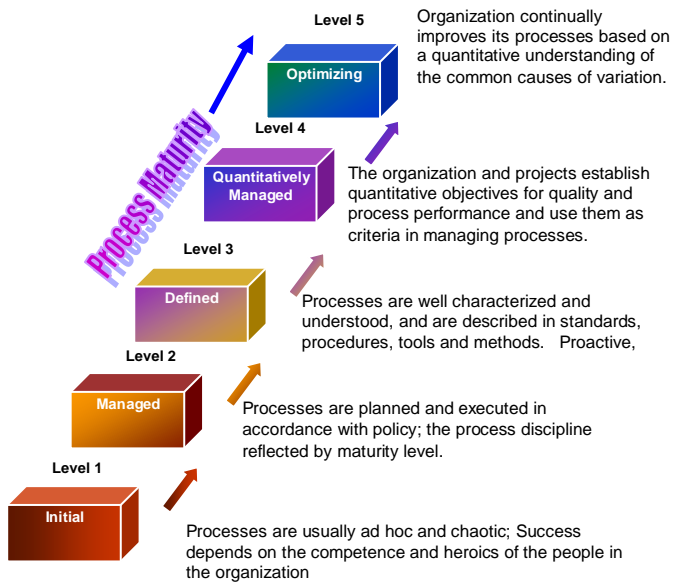 Level 5
Optimizing
Organization continually
improves its processes based on
a quantitative understanding of
the common causes of variation.
Process Maturity
Level 4
Quantitatively
Managed
The organization and projects establish
quantitative objectives for quality and
process performance and use them as
criteria in managing processes.
Level 3
Defined
Processes are well characterized and
understood, and are described in standards,
procedures, tools and methods.   Proactive,
Level 2
Managed
Processes are planned and executed in
accordance with policy; the process discipline
reflected by maturity level.
Level 1
Initial
Processes are usually ad hoc and chaotic; Success
depends on the competence and heroics of the people in
the organization